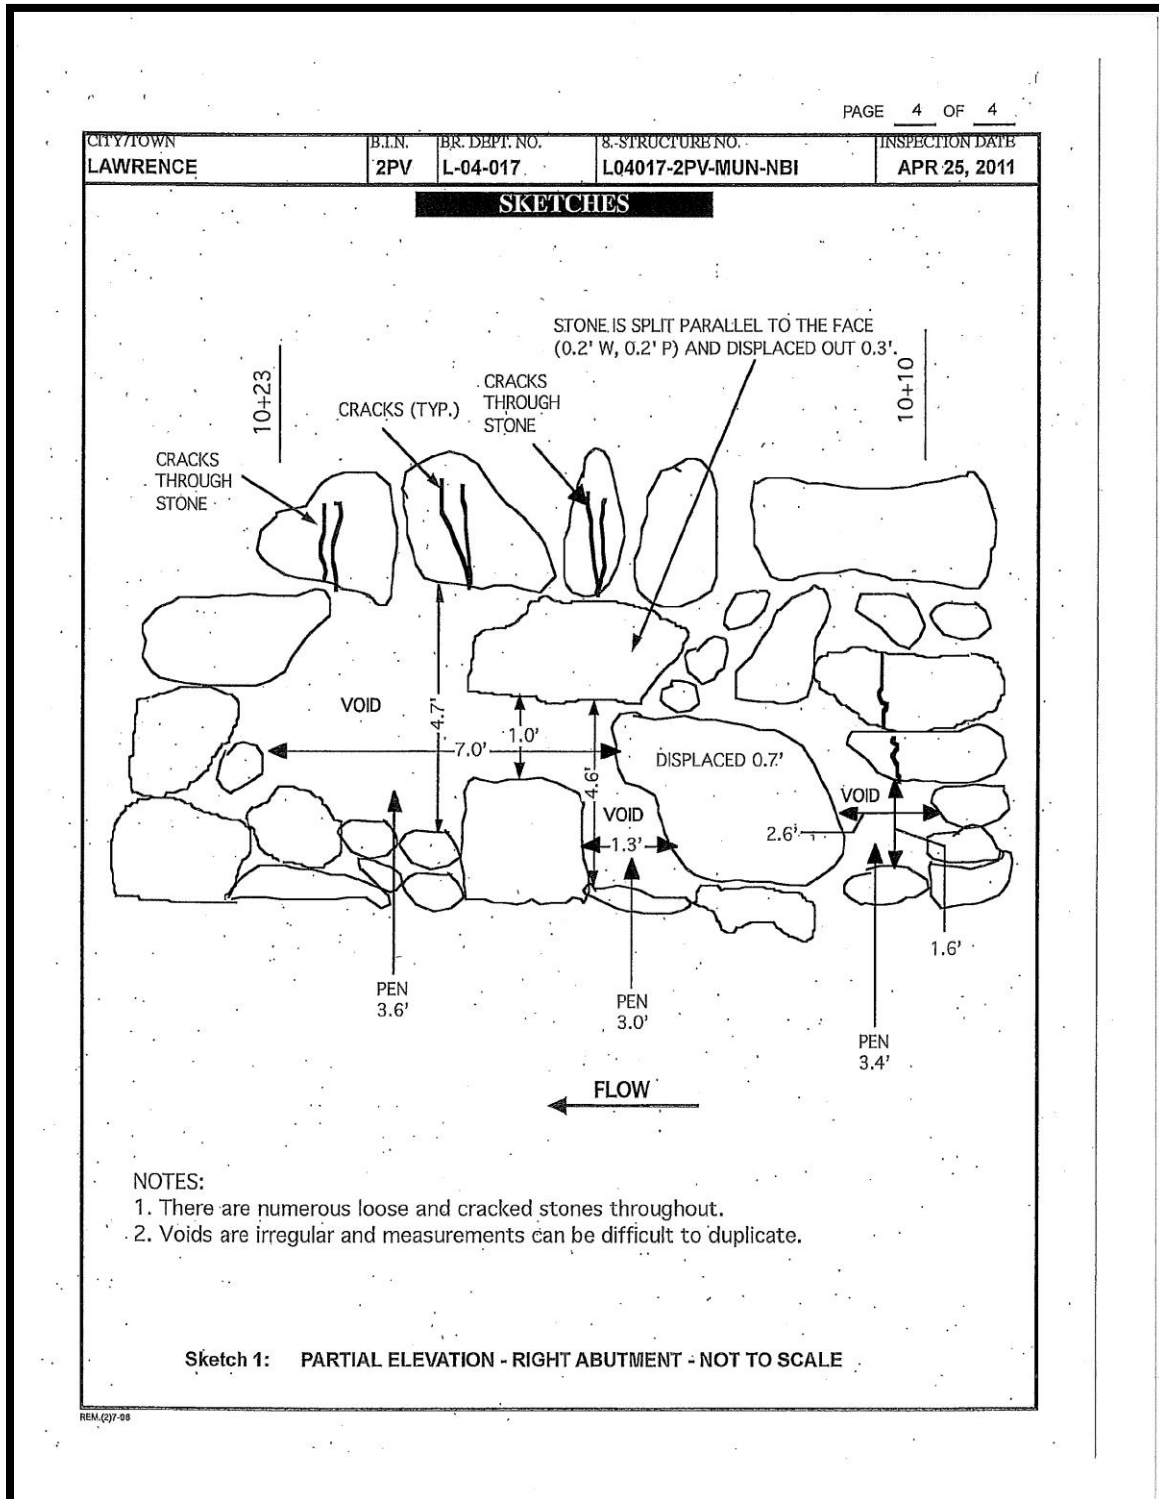 PAGE 4 OF 4
CITY/TOWN B.I.N. BR. DEPT. NO. 8.-STRUCTURE NO. INSPECTION DATE
LAWRENCE 2PV L-04-017 L04017-2PV-MUN-NBI APR 25, 2011
SKETCHES
STONE IS SPLIT PARALLEL TO THE FACE
(0.2' W, 0.2' P) AND DISPLACED OUT 0.3'.
10+23
10+10
CRACKS (TYP.)
CRACKS
THROUGH
STONE
CRACKS
THROUGH
STONE
VOID
4.7'
7.0'
1.0'
4.6'
DISPLACED 0.7'
VOID
1.3'
VOID
2.6'
1.6'
PEN
3.6'
PEN
3.0'
PEN
3.4'
FLOW
NOTES:
1. There are numerous loose and cracked stones throughout.
2. Voids are irregular and measurements can be difficult to duplicate.
Sketch 1: PARTIAL ELEVATION - RIGHT ABUTMENT - NOT TO SCALE
REM.(2)7-98